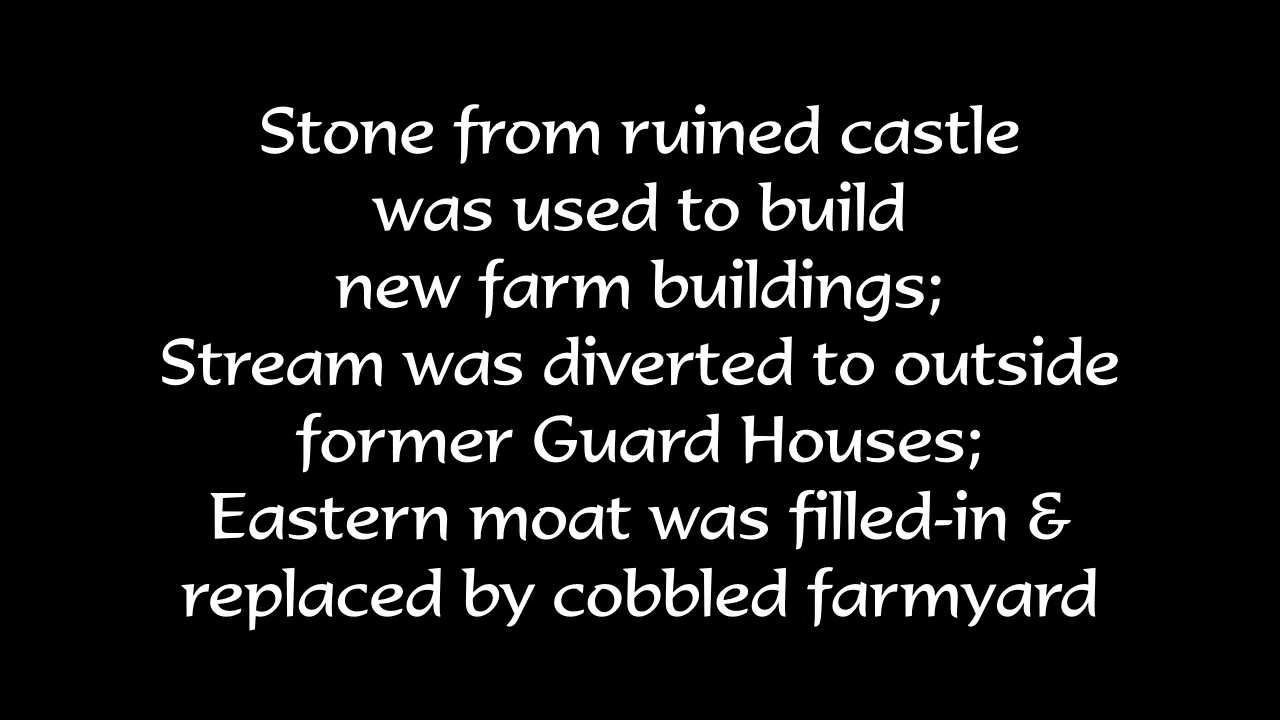 Stone from ruined castle
was used to build
new farm buildings;
Stream was diverted to outside
former Guard Houses;
Eastern moat was filled-in &
replaced by cobbled farmyard